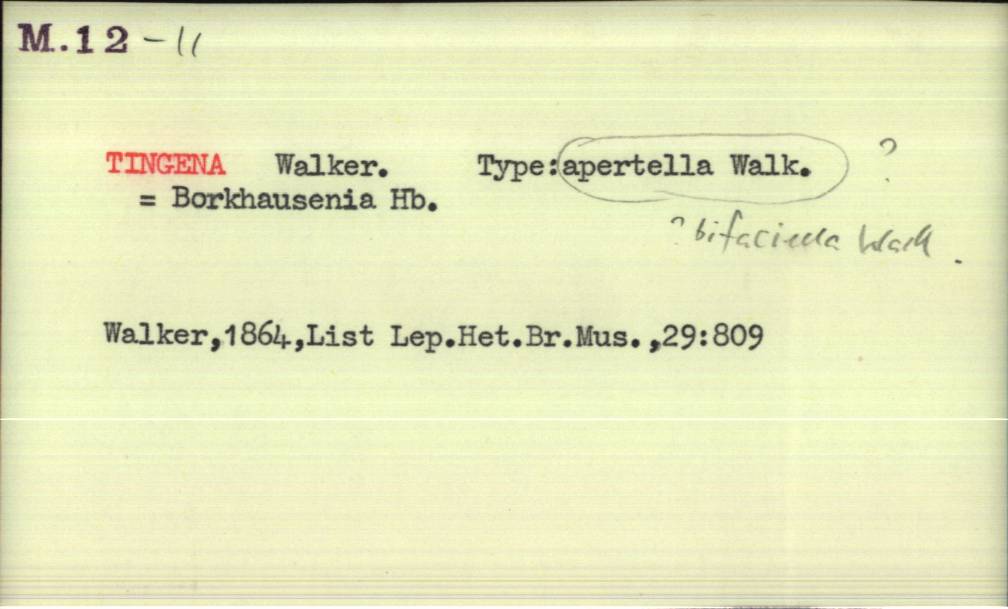 M.12 - 11
TINGENA Walker. Type:apertella Walk. ?
= Borkhausenia Hb.
? bifaciella Walk.
Walker,1864,List Lep.Het.Br.Mus.,29:809